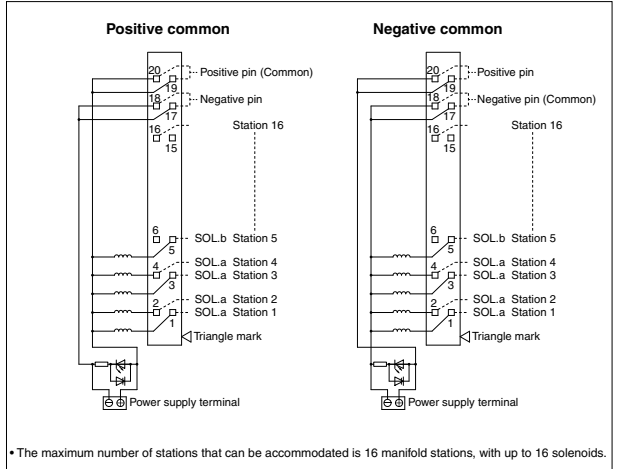 Positive common
20
Positive pin (Common)
19
18
Negative pin
17
16
Station 16
15
6
SOL.b Station 5
5
4
SOL.a Station 4
SOL.a Station 3
3
2
SOL.a Station 2
SOL.a Station 1
1
Triangle mark
⊖ ⊕ Power supply terminal
Negative common
20
Positive pin
19
18
Negative pin (Common)
17
16
Station 16
15
6
SOL.b Station 5
5
4
SOL.a Station 4
SOL.a Station 3
3
2
SOL.a Station 2
SOL.a Station 1
1
Triangle mark
⊖ ⊕ Power supply terminal
• The maximum number of stations that can be accommodated is 16 manifold stations, with up to 16 solenoids.